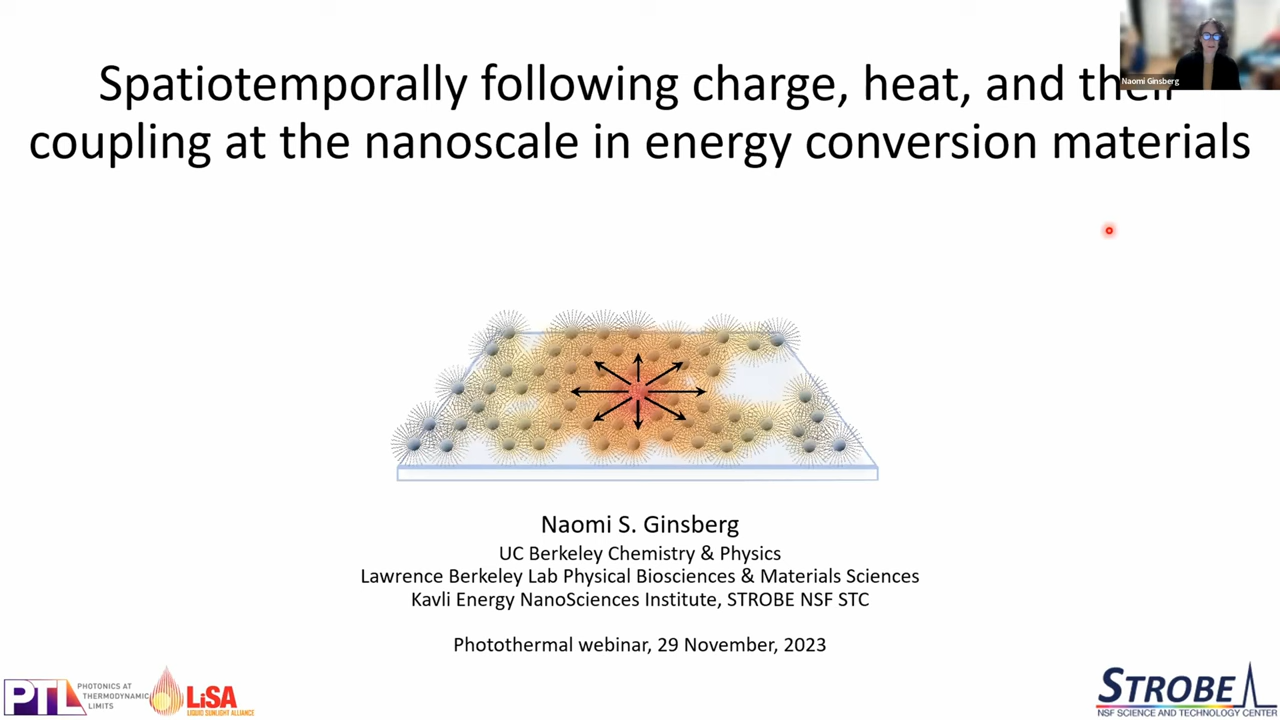 Spatiotemporally following charge, heat, and their
coupling at the nanoscale in energy conversion materials
Naomi Ginsberg
Naomi S. Ginsberg
UC Berkeley Chemistry & Physics
Lawrence Berkeley Lab Physical Biosciences & Materials Sciences
Kavli Energy NanoSciences Institute, STROBE NSF STC
Photothermal webinar, 29 November, 2023
PTL
PHOTONICS AT
THERMODYNAMIC
LIMITS
LiSA
LIQUID SUNLIGHT ALLIANCE
STROBE
NSF SCIENCE AND TECHNOLOGY CENTER